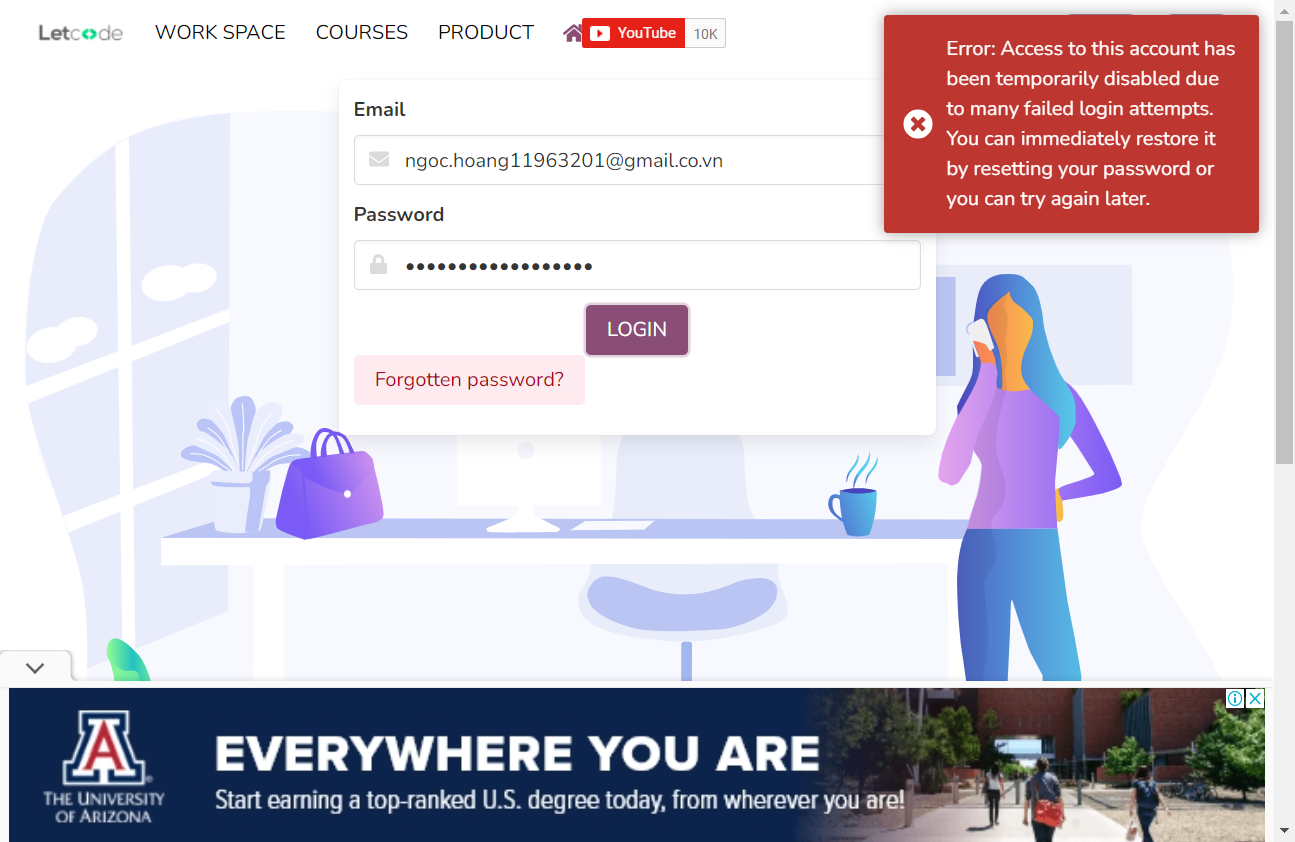 Letcode
WORK SPACE
COURSES
PRODUCT
YouTube
10K
Error: Access to this account has
been temporarily disabled due
to many failed login attempts.
You can immediately restore it
by resetting your password or
you can try again later.
Email
ngoc.hoang11963201@gmail.co.vn
Password
••••••••••••••••••
LOGIN
Forgotten password?
A
THE UNIVERSITY
OF ARIZONA
EVERYWHERE YOU ARE
Start earning a top-ranked U.S. degree today, from wherever you are!